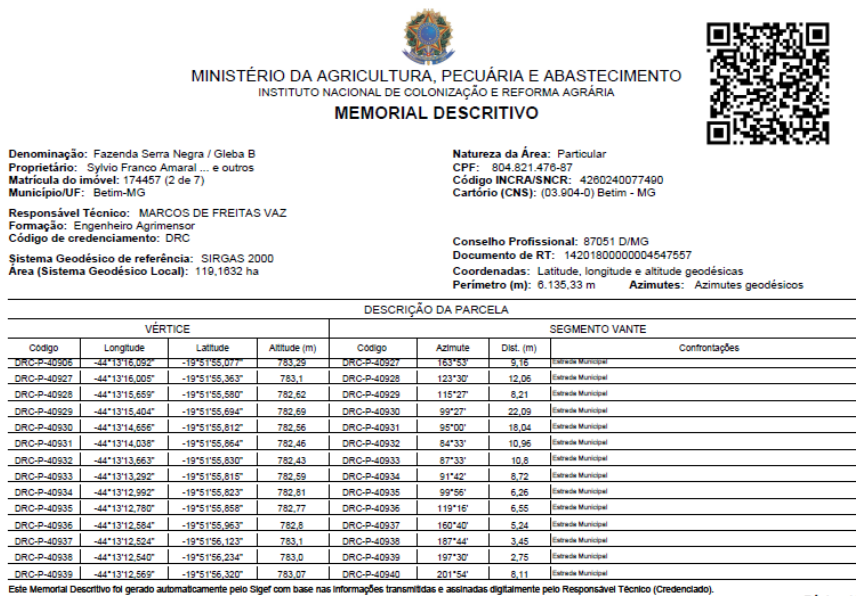 MINISTÉRIO DA AGRICULTURA, PECUÁRIA E ABASTECIMENTO
INSTITUTO NACIONAL DE COLONIZAÇÃO E REFORMA AGRÁRIA
MEMORIAL DESCRITIVO
Denominação: Fazenda Serra Negra / Gleba B Natureza da Área: Particular
Proprietário: Sylvio Franco Amaral ... e outros CPF: 804.821.476-87
Matrícula do imóvel: 174457 (2 de 7) Código INCRA/SNCR: 4260240077490
Município/UF: Betim-MG Cartório (CNS): (03.904-0) Betim - MG
Responsável Técnico: MARCOS DE FREITAS VAZ
Formação: Engenheiro Agrimensor
Código de credenciamento: DRC Conselho Profissional: 87051 D/MG
Documento de RT: 14201800000004547557
Sistema Geodésico de referência: SIRGAS 2000
Área (Sistema Geodésico Local): 119,1632 ha Coordenadas: Latitude, longitude e altitude geodésicas
Perímetro (m): 6.135,33 m Azimutes: Azimutes geodésicos
DESCRIÇÃO DA PARCELA
VÉRTICE SEGMENTO VANTE
Código Longitude Latitude Altitude (m) Código Azimute Dist. (m) Confrontações
DRC-P-40906 -44°13'16,092" -19°51'55,077" 783,29 DRC-P-40927 163°53' 9,16 Estrada Municipal
DRC-P-40927 -44°13'16,005" -19°51'55,363" 783,1 DRC-P-40928 123°30' 12,06 Estrada Municipal
DRC-P-40928 -44°13'15,659" -19°51'55,580" 782,62 DRC-P-40929 115°27' 8,21 Estrada Municipal
DRC-P-40929 -44°13'15,404" -19°51'55,694" 782,69 DRC-P-40930 99°27' 22,09 Estrada Municipal
DRC-P-40930 -44°13'14,656" -19°51'55,812" 782,56 DRC-P-40931 95°00' 18,04 Estrada Municipal
DRC-P-40931 -44°13'14,038" -19°51'55,864" 782,46 DRC-P-40932 84°33' 10,96 Estrada Municipal
DRC-P-40932 -44°13'13,663" -19°51'55,830" 782,43 DRC-P-40933 87°33' 10,8 Estrada Municipal
DRC-P-40933 -44°13'13,292" -19°51'55,815" 782,59 DRC-P-40934 91°42' 8,72 Estrada Municipal
DRC-P-40934 -44°13'12,992" -19°51'55,823" 782,81 DRC-P-40935 99°56' 6,26 Estrada Municipal
DRC-P-40935 -44°13'12,780" -19°51'55,858" 782,77 DRC-P-40936 119°16' 6,55 Estrada Municipal
DRC-P-40936 -44°13'12,584" -19°51'55,963" 782,8 DRC-P-40937 160°40' 5,24 Estrada Municipal
DRC-P-40937 -44°13'12,524" -19°51'56,123" 783,1 DRC-P-40938 187°44' 3,45 Estrada Municipal
DRC-P-40938 -44°13'12,540" -19°51'56,234" 783,0 DRC-P-40939 197°30' 2,75 Estrada Municipal
DRC-P-40939 -44°13'12,569" -19°51'56,320" 783,07 DRC-P-40940 201°54' 8,11 Estrada Municipal
Este Memorial Descritivo foi gerado automaticamente pelo Sigef com base nas informações transmitidas e assinadas digitalmente pelo Responsável Técnico (Credenciado).